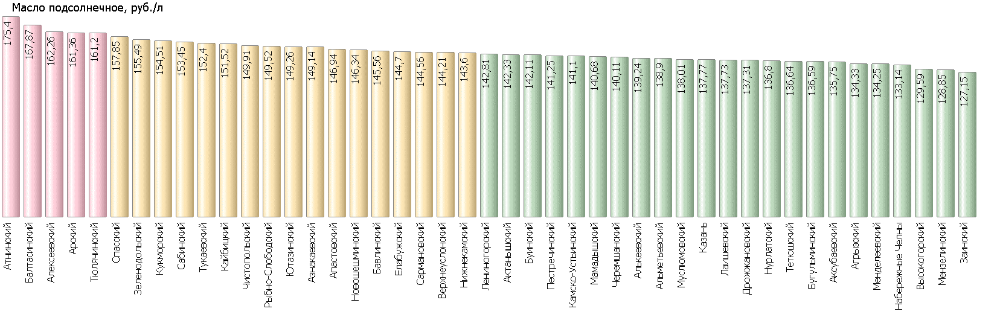 Масло подсолнечное, руб./л
175,4
167,87
162,26
161,36
161,2
157,85
155,49
154,51
153,45
152,4
151,52
149,91
149,52
149,26
149,14
146,94
146,34
145,56
144,7
144,56
144,21
143,6
142,81
142,33
142,11
141,25
141,1
140,68
140,11
139,24
138,9
138,01
137,77
137,73
137,31
136,8
136,64
136,59
135,75
134,33
134,25
133,14
129,59
128,85
127,15
Атнинский
Балтасинский
Алексеевский
Арский
Тюлячинский
Спасский
Зеленодольский
Кукморский
Сабинский
Тукаевский
Кайбицкий
Чистопольский
Рыбно-Слободский
Ютазинский
Азнакаевский
Апастовский
Новошешминский
Бавлинский
Елабужский
Сармановский
Верхнеуслонский
Нижнекамский
Лениногорский
Актанышский
Буинский
Пестречинский
Камско-Устьинский
Мамадышский
Черемшанский
Алькеевский
Альметьевский
Муслюмовский
Казань
Лаишевский
Дрожжановский
Нурлатский
Тетюшский
Бугульминский
Аксубаевский
Агрызский
Менделеевский
Набережные Челны
Высокогорский
Мензелинский
Заинский